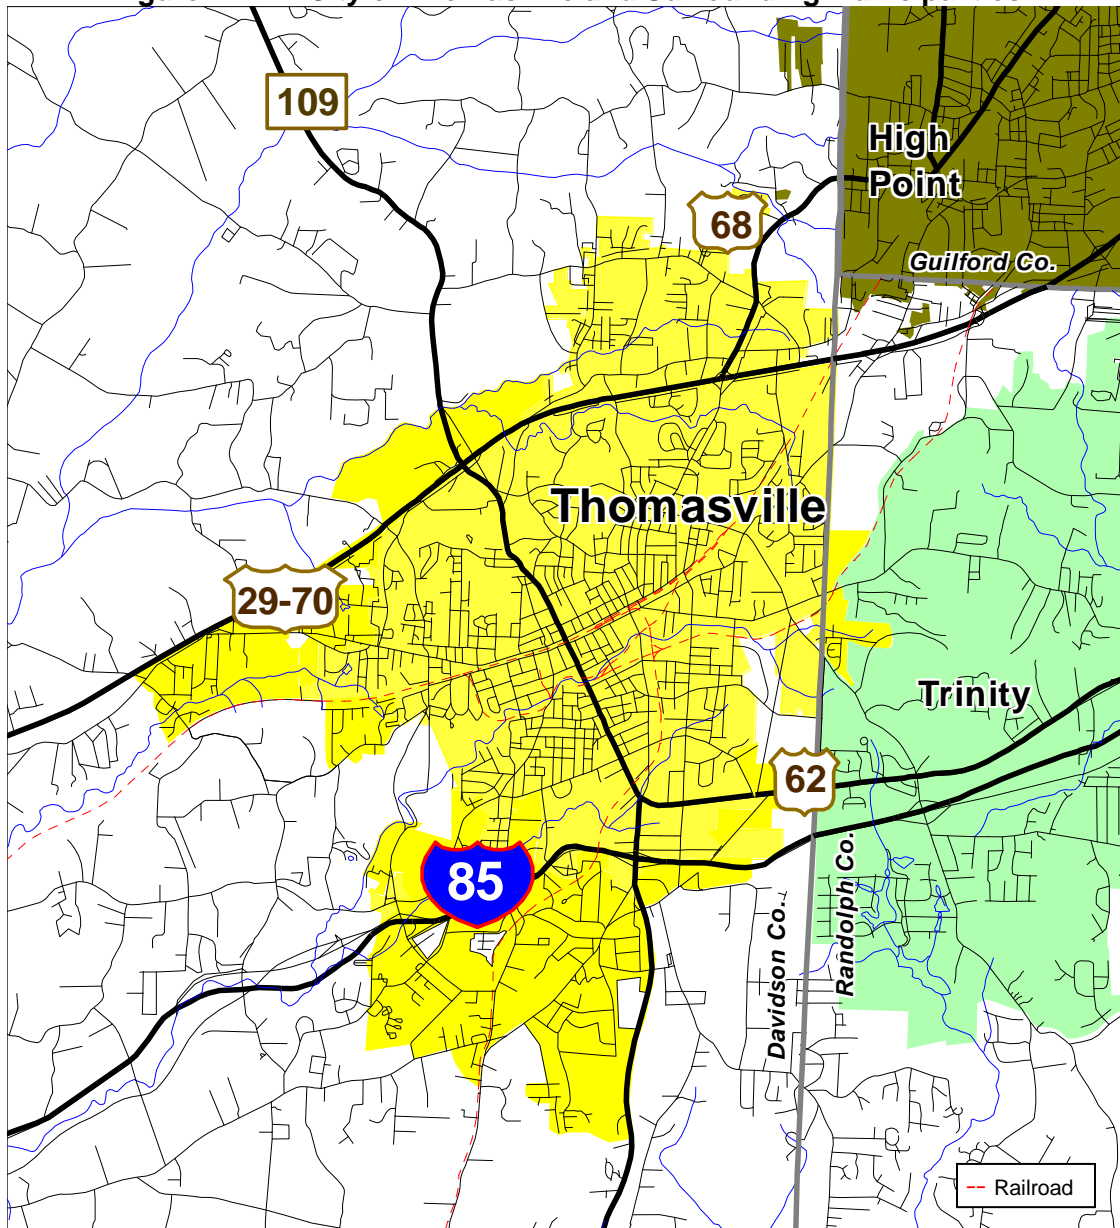 109
High
Point
68
Guilford Co.
Thomasville
29-70
Trinity
62
85
Davidson Co.
Randolph Co.
Railroad